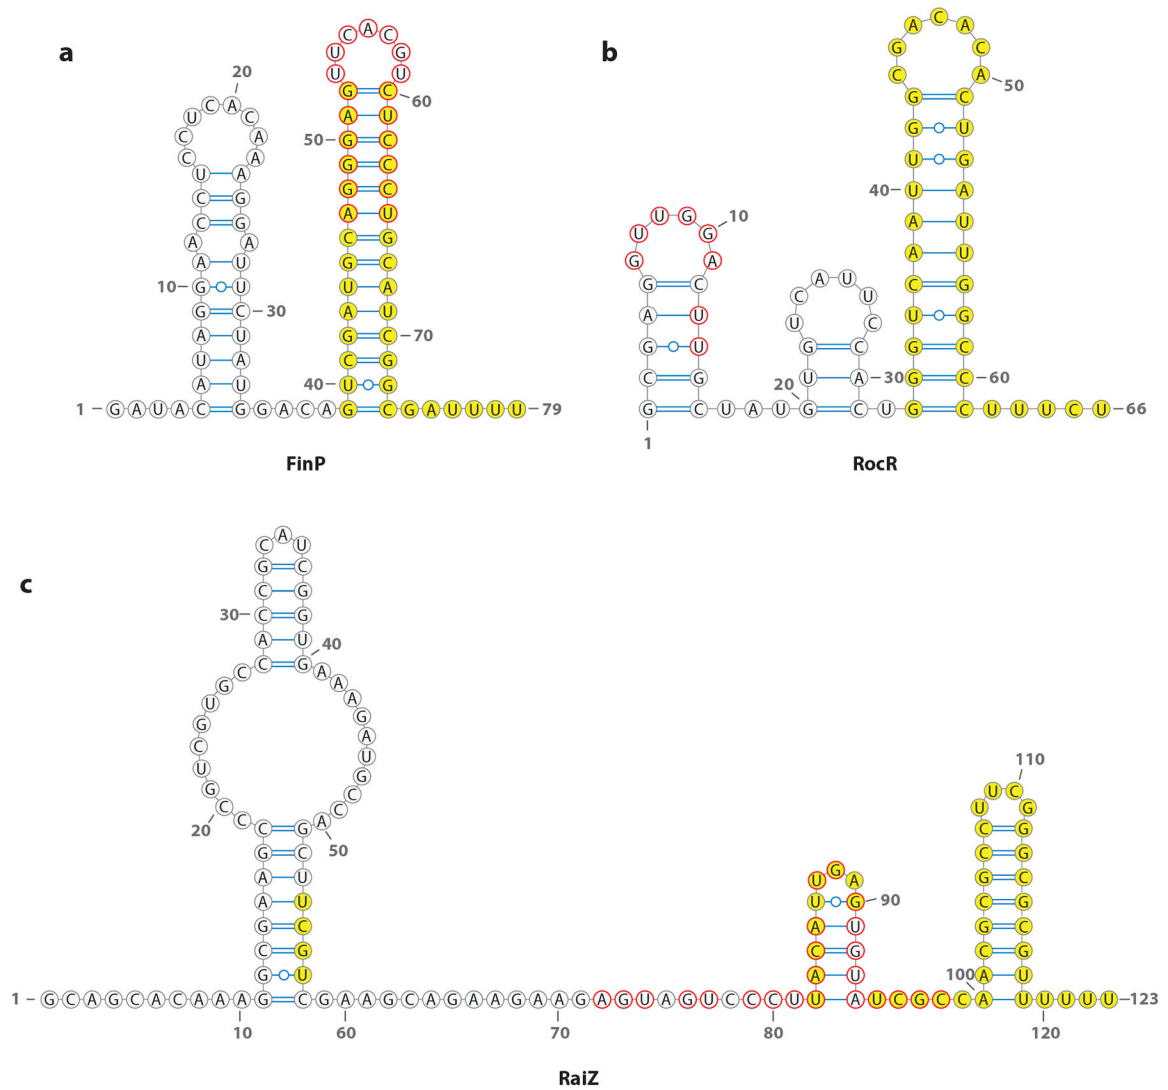 a
FinP
1 – G A U A C A U A G G A A C C U C C U C A C A A A G G A U U C U A U G G A C A G U C G A U G C A G G G A G U U C A C G U C U C C C U G C A U C G G C G A U U U U – 79
10 20 30 40 50 60 70
b
RocR
G C G A G G U U G G A C U U G C U A U G U G U C A U U C C A C U G G U C A A U U G G C G A C A C A C U G A U U G G C C C U U U C U – 66
1 10 20 30 40 50 60
c
RaiZ
1 – G C A G C A C A A A G G C G A A G C C C G U C G U G C C A C C G C A U C G G U G A A A G A U G C C A G C U U C G U C G A A G C A G A A G A A G A G U A G U C C C U U A C A U U G A G U G U A U C G C C A A C G C G C C U U C G G G C G C G U U U U U U – 123
10 20 30 40 50 60 70 80 90 100 110 120